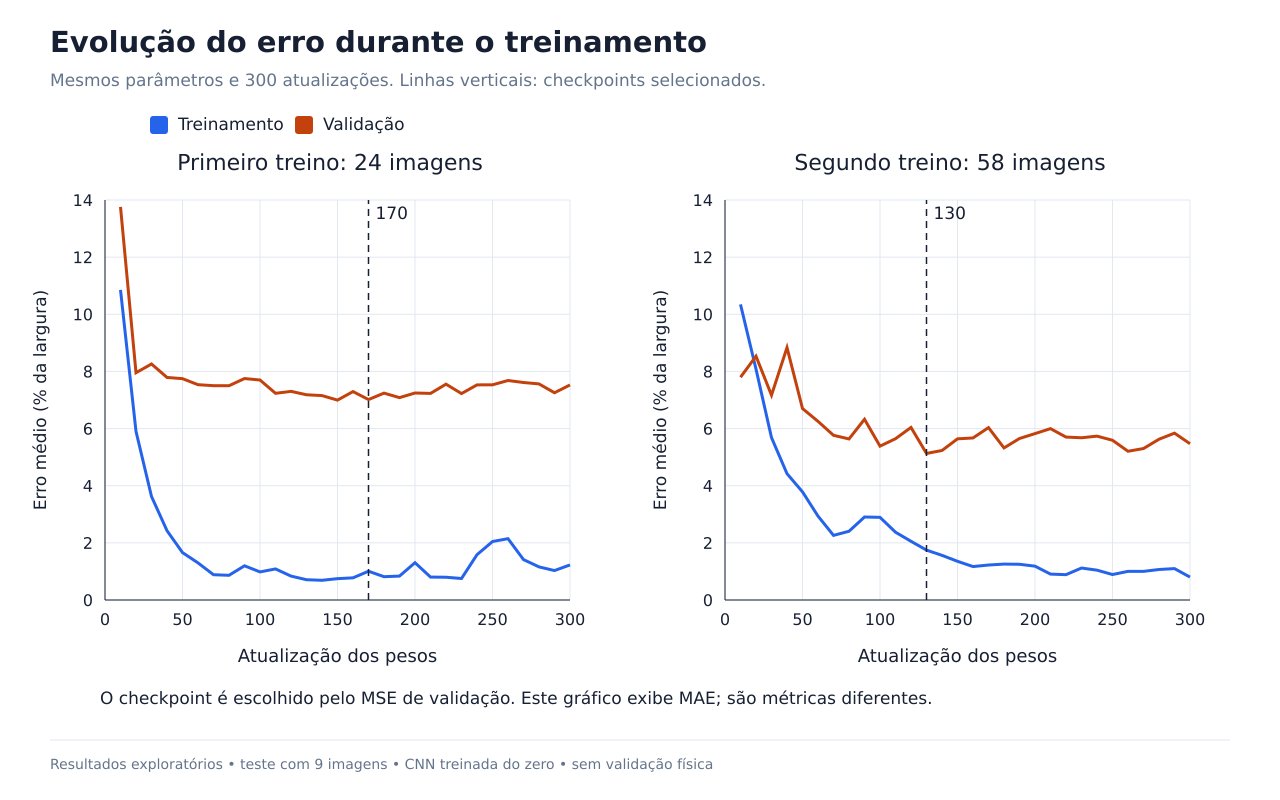 Evolução do erro durante o treinamento
Mesmos parâmetros e 300 atualizações. Linhas verticais: checkpoints selecionados.
Treinamento Validação
Primeiro treino: 24 imagens
14
12
10
8
6
4
2
0
170
Erro médio (% da largura)
0 50 100 150 200 250 300
Atualização dos pesos
Segundo treino: 58 imagens
14
12
10
8
6
4
2
0
130
Erro médio (% da largura)
0 50 100 150 200 250 300
Atualização dos pesos
O checkpoint é escolhido pelo MSE de validação. Este gráfico exibe MAE; são métricas diferentes.
Resultados exploratórios • teste com 9 imagens • CNN treinada do zero • sem validação física